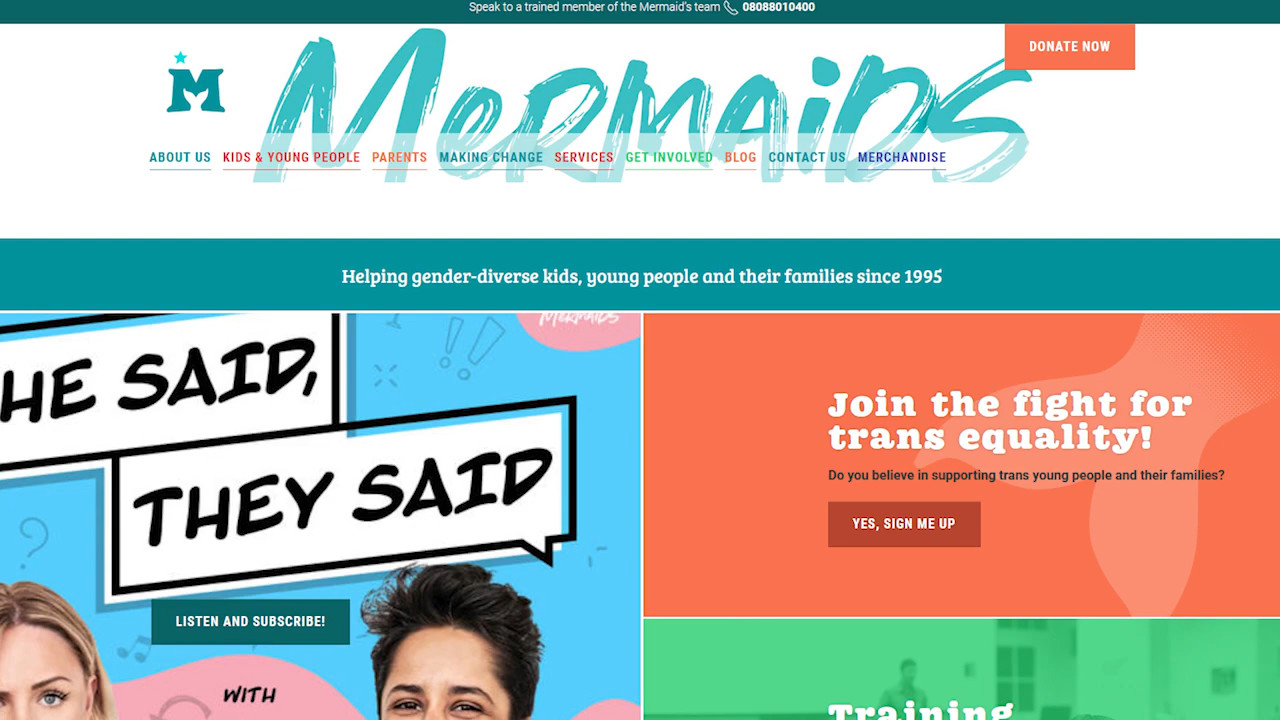 Speak to a trained member of the Mermaid's team 08088010400
DONATE NOW
M
MERMAIDS
ABOUT US KIDS & YOUNG PEOPLE PARENTS MAKING CHANGE SERVICES GET INVOLVED BLOG CONTACT US MERCHANDISE
Helping gender-diverse kids, young people and their families since 1995
MERMAIDS
HE SAID,
THEY SAID
LISTEN AND SUBSCRIBE!
WITH
Join the fight for
trans equality!
Do you believe in supporting trans young people and their families?
YES, SIGN ME UP
Training